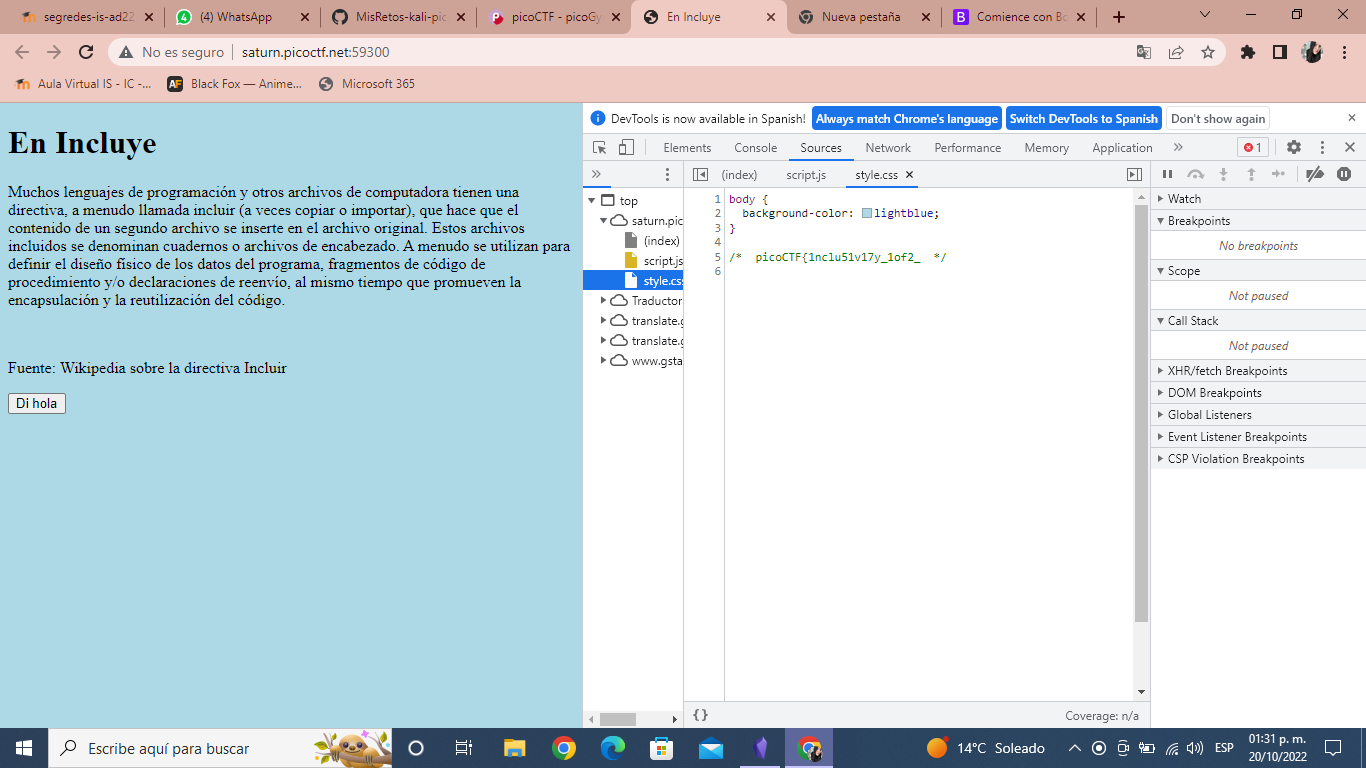 segredes-is-ad22
(4) WhatsApp
MisRetos-kali-pic
picoCTF - picoGy
En Incluye
Nueva pestaña
Comience con Bo
No es seguro
saturn.picoctf.net:59300
Aula Virtual IS - IC -...
Black Fox — Anime...
Microsoft 365
En Incluye
Muchos lenguajes de programación y otros archivos de computadora tienen una
directiva, a menudo llamada incluir (a veces copiar o importar), que hace que el
contenido de un segundo archivo se inserte en el archivo original. Estos archivos
incluidos se denominan cuadernos o archivos de encabezado. A menudo se utilizan para
definir el diseño físico de los datos del programa, fragmentos de código de
procedimiento y/o declaraciones de reenvío, al mismo tiempo que promueven la
encapsulación y la reutilización del código.
Fuente: Wikipedia sobre la directiva Incluir
Di hola
DevTools is now available in Spanish!
Always match Chrome's language
Switch DevTools to Spanish
Don't show again
Elements
Console
Sources
Network
Performance
Memory
Application
1
top
saturn.pic
(index)
script.js
style.css
Traductor
translate.g
translate.g
www.gsta
(index)
script.js
style.css
1 body {
2 background-color: lightblue;
3 }
4
5 /*  picoCTF{1nclu51v17y_1of2_  */
6
{}
Coverage: n/a
Watch
Breakpoints
No breakpoints
Scope
Not paused
Call Stack
Not paused
XHR/fetch Breakpoints
DOM Breakpoints
Global Listeners
Event Listener Breakpoints
CSP Violation Breakpoints
Escribe aquí para buscar
14°C Soleado
ESP
01:31 p. m.
20/10/2022